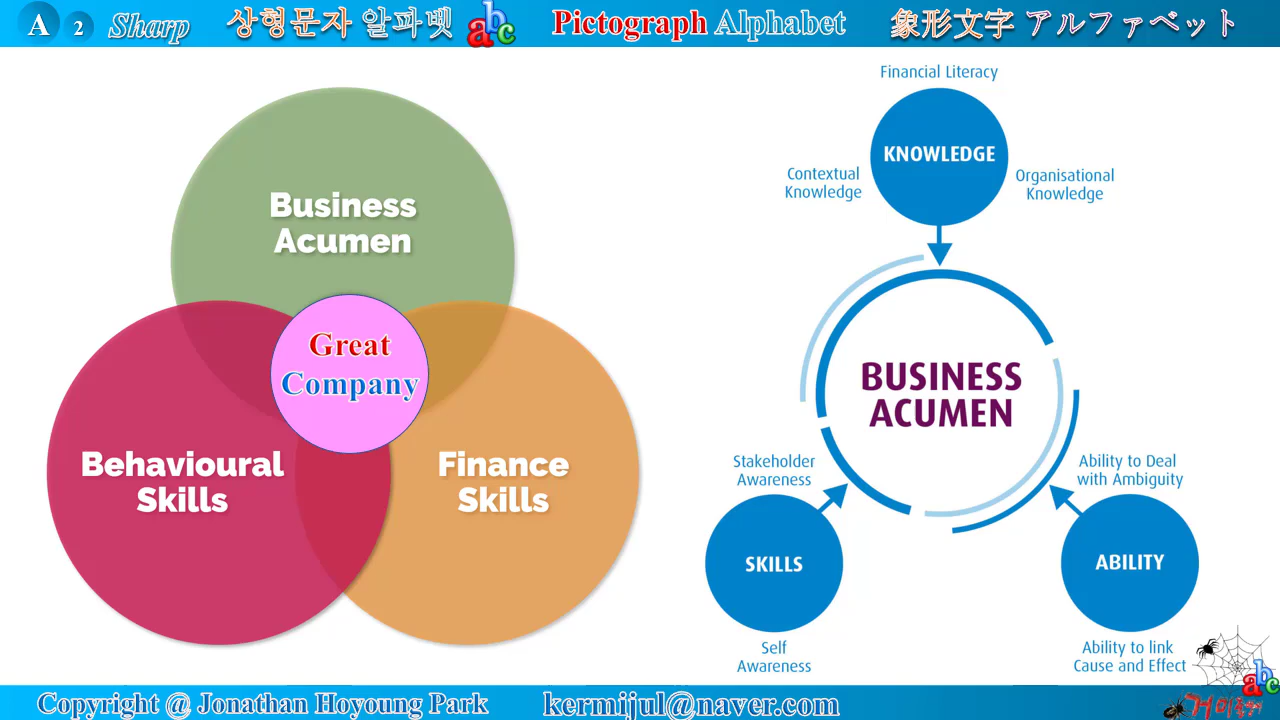 A 2 Sharp 상형문자 알파벳 abc Pictograph Alphabet 象形文字 アルファベット
Business
Acumen
Great
Company
Behavioural
Skills
Finance
Skills
Financial Literacy
KNOWLEDGE
Contextual
Knowledge
Organisational
Knowledge
BUSINESS
ACUMEN
Stakeholder
Awareness
SKILLS
Self
Awareness
Ability to Deal
with Ambiguity
ABILITY
Ability to link
Cause and Effect
abc
Copyright @ Jonathan Hoyoung Park kermijul@naver.com